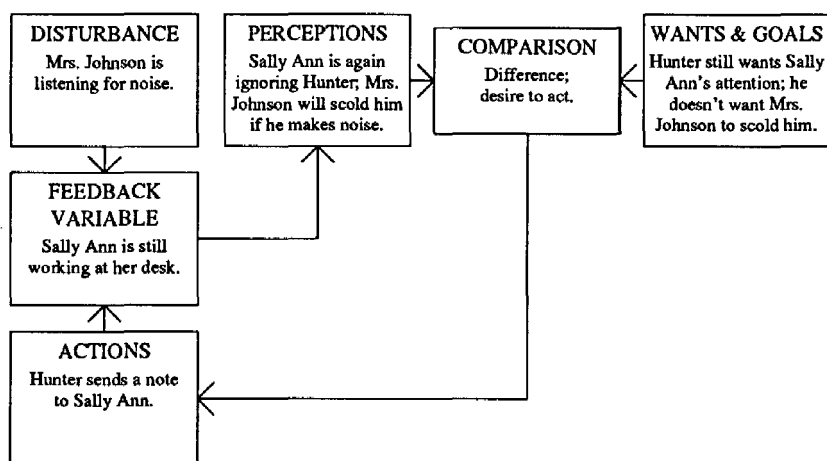 DISTURBANCE
Mrs. Johnson is
listening for noise.
PERCEPTIONS
Sally Ann is again
ignoring Hunter; Mrs.
Johnson will scold him
if he makes noise.
COMPARISON
Difference;
desire to act.
WANTS & GOALS
Hunter still wants Sally
Ann's attention; he
doesn't want Mrs.
Johnson to scold him.
FEEDBACK
VARIABLE
Sally Ann is still
working at her desk.
ACTIONS
Hunter sends a note
to Sally Ann.